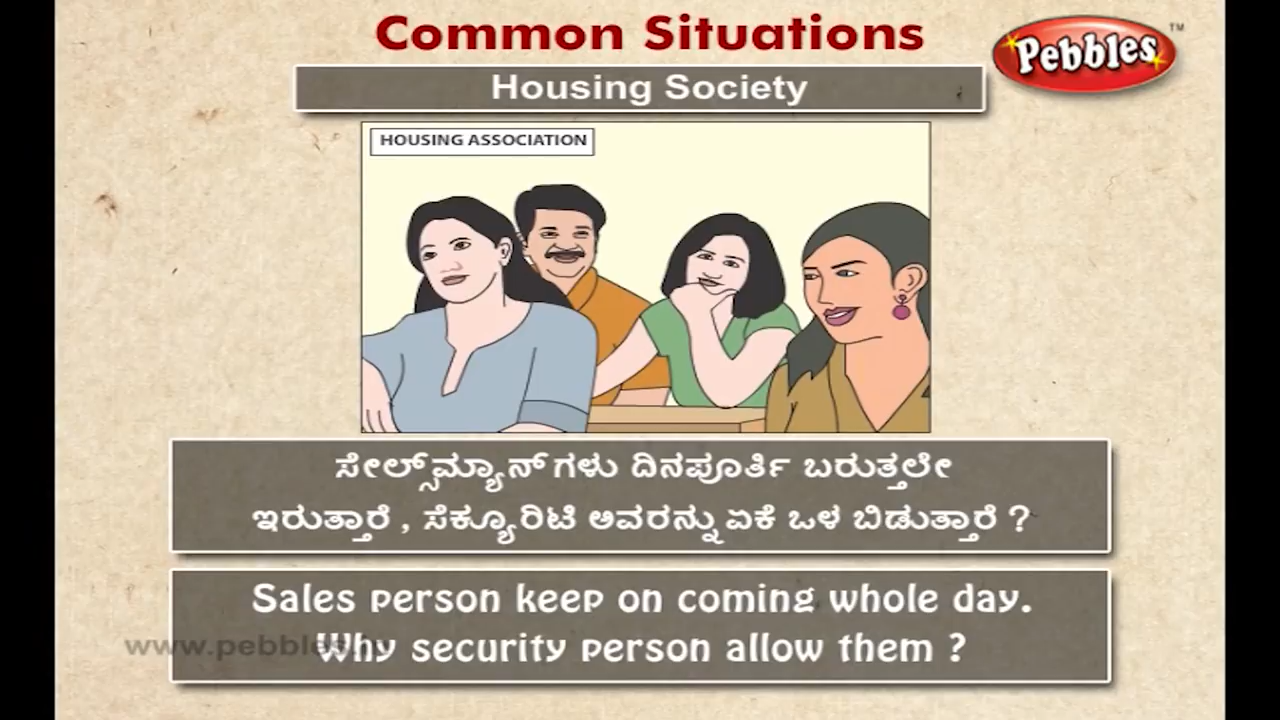 Common Situations
Pebbles™
Housing Society
HOUSING ASSOCIATION
ಸೇಲ್ಸ್‌ಮ್ಯಾನ್‌ಗಳು ದಿನಪೂರ್ತಿ ಬರುತ್ತಲೇ
ಇರುತ್ತಾರೆ , ಸೆಕ್ಯೂರಿಟಿ ಅವರನ್ನು ಏಕೆ ಒಳ ಬಿಡುತ್ತಾರೆ ?
Sales person keep on coming whole day.
Why security person allow them ?